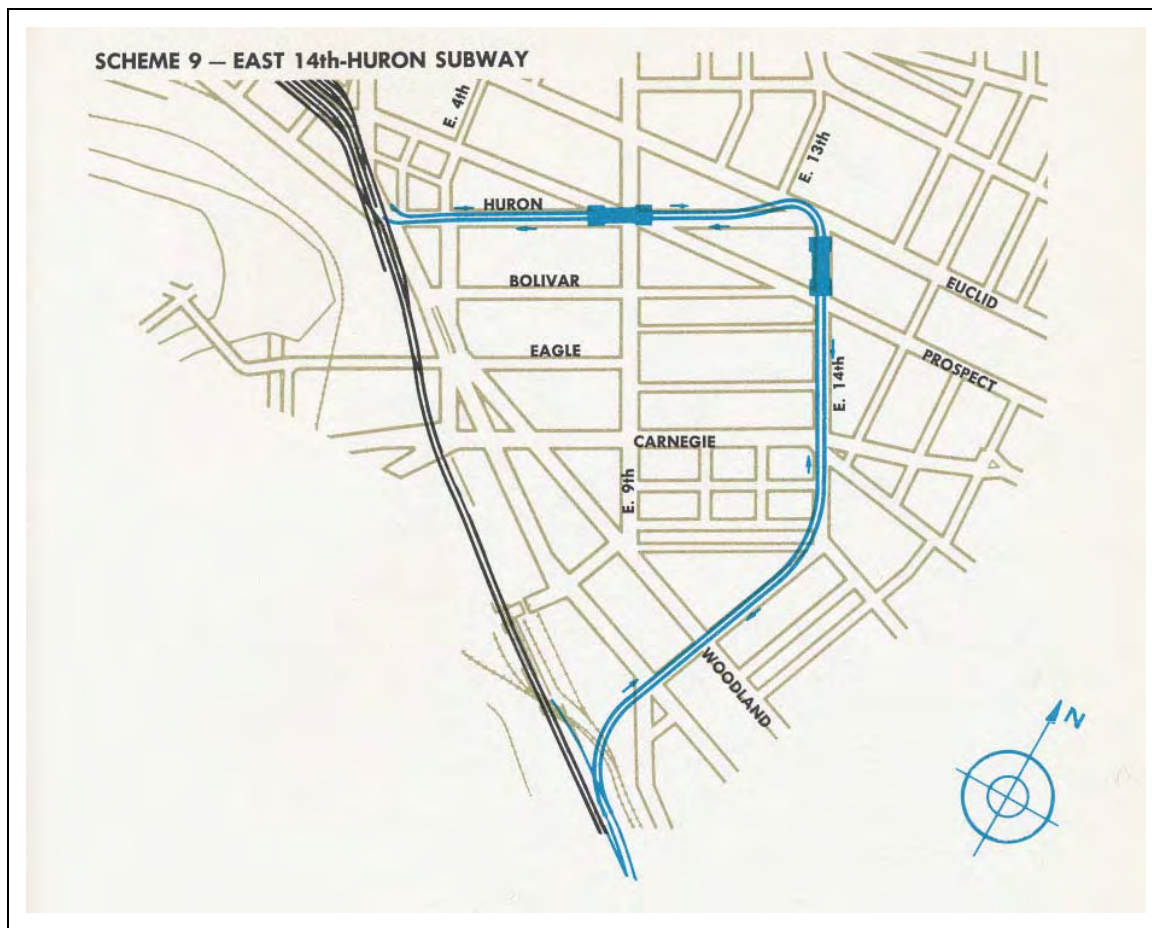 SCHEME 9 — EAST 14th-HURON SUBWAY
E. 4th
E. 13th
HURON
BOLIVAR
EUCLID
EAGLE
PROSPECT
E. 14th
CARNEGIE
E. 9th
WOODLAND
N